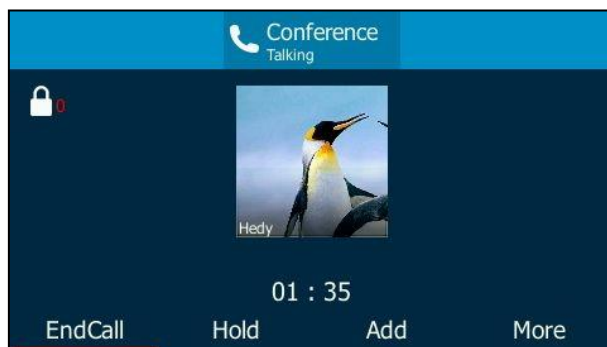 Conference
Talking
0
Hedy
01 : 35
EndCall Hold Add More